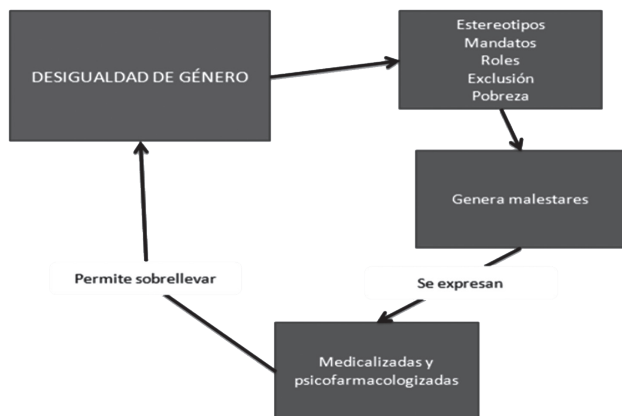 DESIGUALDAD DE GÉNERO
Estereotipos
Mandatos
Roles
Exclusión
Pobreza
Genera malestares
Se expresan
Medicalizadas y
psicofarmacologizadas
Permite sobrellevar